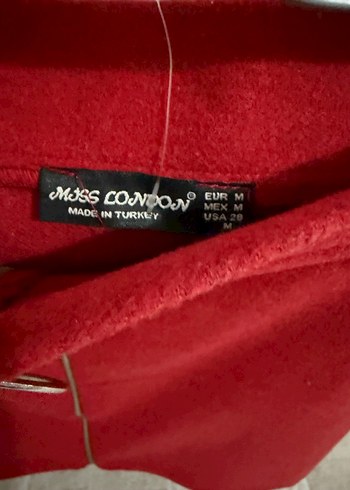 MISS LONDON®
MADE IN TURKEY
EUR M
MEX M
USA 28
M